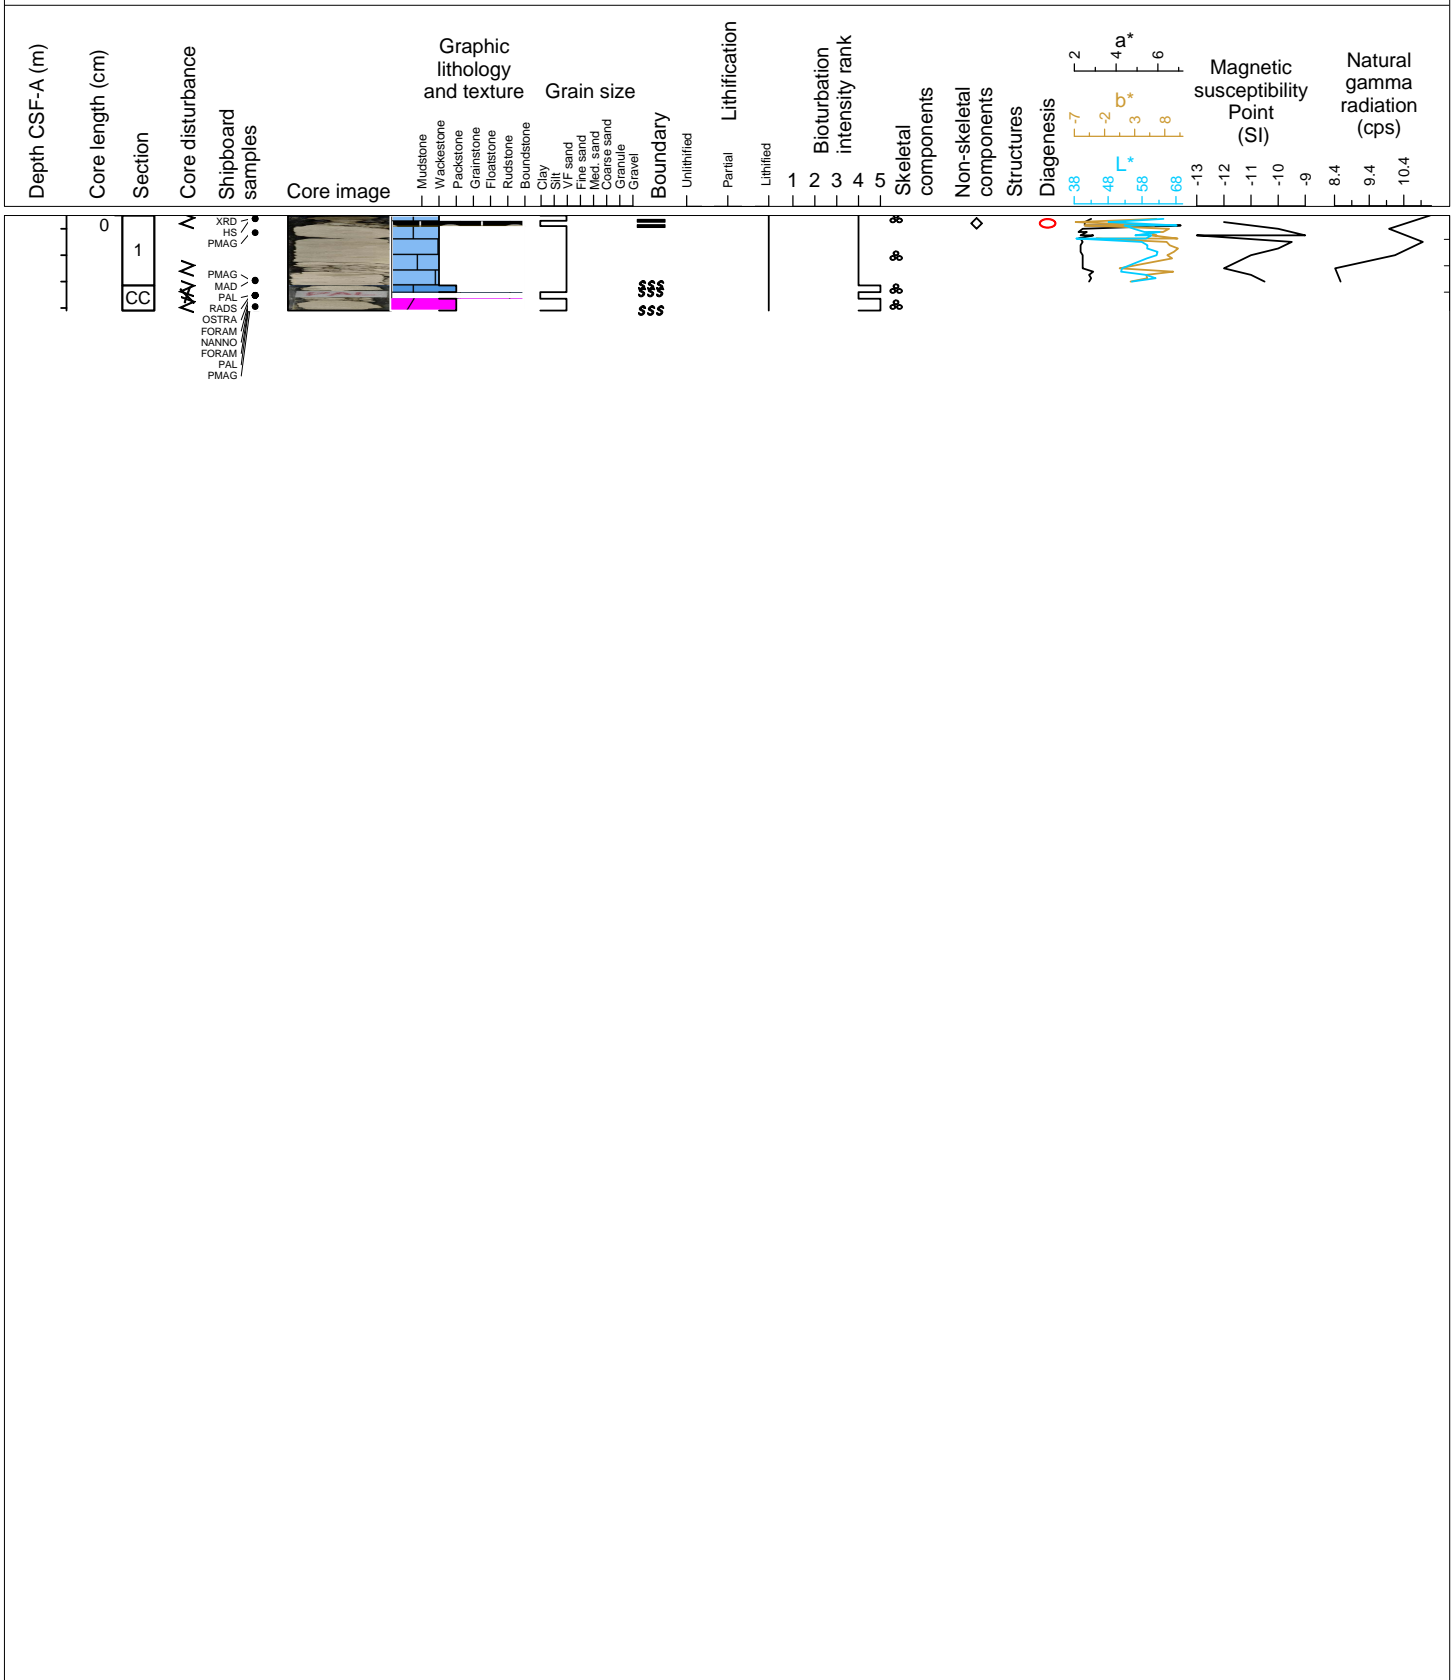 Depth CSF-A (m)
Core length (cm)
Section
Core disturbance
Shipboard
samples
Core image
Graphic
lithology
and texture
Mudstone
Wackestone
Packstone
Grainstone
Floatstone
Rudstone
Boundstone
Grain size
Clay
Silt
VF sand
Fine sand
Med. sand
Coarse sand
Granule
Gravel
Boundary
Lithification
Unlithified
Partial
Lithified
Bioturbation
intensity rank
1 2 3 4 5
Skeletal
components
Non-skeletal
components
Structures
Diagenesis
a*
2 4 6
b*
-7 -2 3 8
L*
38 48 58 68
Magnetic
susceptibility
Point
(SI)
-13 -12 -11 -10 -9
Natural
gamma
radiation
(cps)
8.4 9.4 10.4
0
1
CC
XRD
HS
PMAG
PMAG
MAD
PAL
RADS
OSTRA
FORAM
NANNO
FORAM
PAL
PMAG